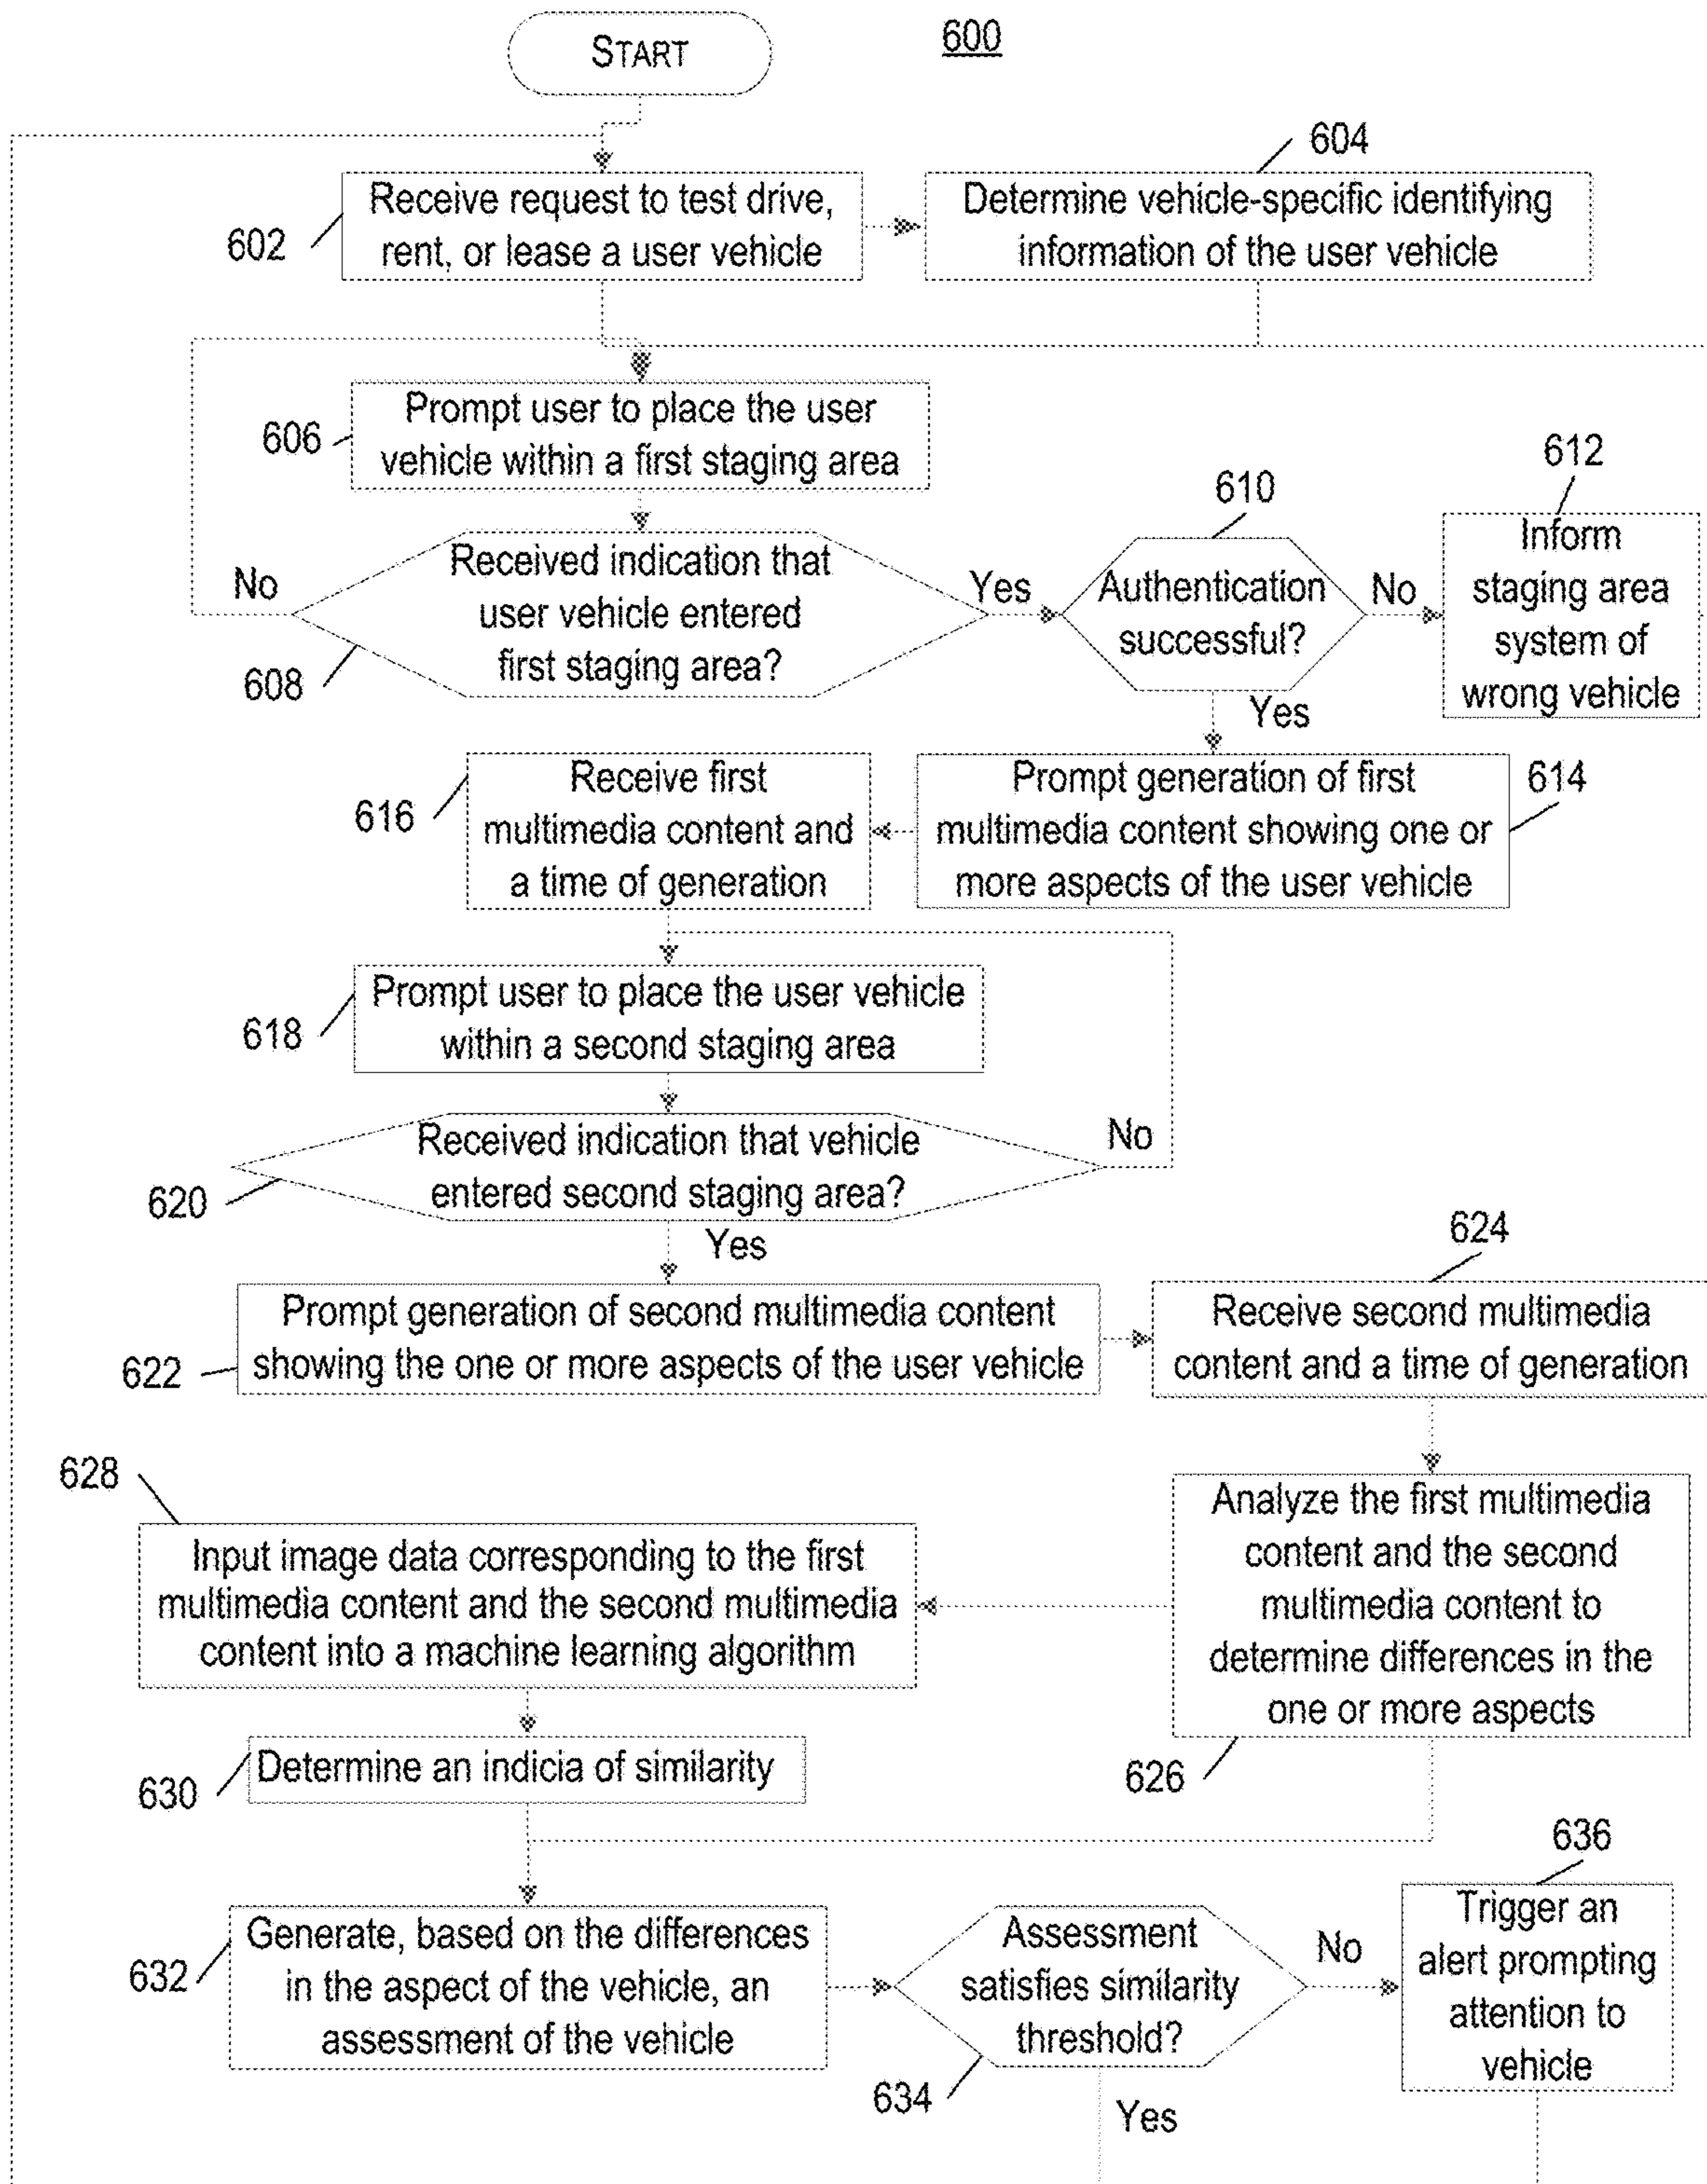 START
600
604
Receive request to test drive,
rent, or lease a user vehicle
602
Determine vehicle-specific identifying
information of the user vehicle
Prompt user to place the user
vehicle within a first staging area
606
612
610
Received indication that
user vehicle entered
first staging area?
No
Yes
608
Authentication
successful?
No
Yes
Inform
staging area
system of
wrong vehicle
616
Receive first
multimedia content and
a time of generation
Prompt generation of first
multimedia content showing one or
more aspects of the user vehicle
614
Prompt user to place the user vehicle
within a second staging area
618
Received indication that vehicle
entered second staging area?
No
620
Yes
624
Prompt generation of second multimedia content
showing the one or more aspects of the user vehicle
622
Receive second multimedia
content and a time of generation
628
Input image data corresponding to the first
multimedia content and the second multimedia
content into a machine learning algorithm
Analyze the first multimedia
content and the second
multimedia content to
determine differences in the
one or more aspects
626
Determine an indicia of similarity
630
636
Generate, based on the differences
in the aspect of the vehicle, an
assessment of the vehicle
632
Assessment
satisfies similarity
threshold?
No
634
Yes
Trigger an
alert prompting
attention to
vehicle